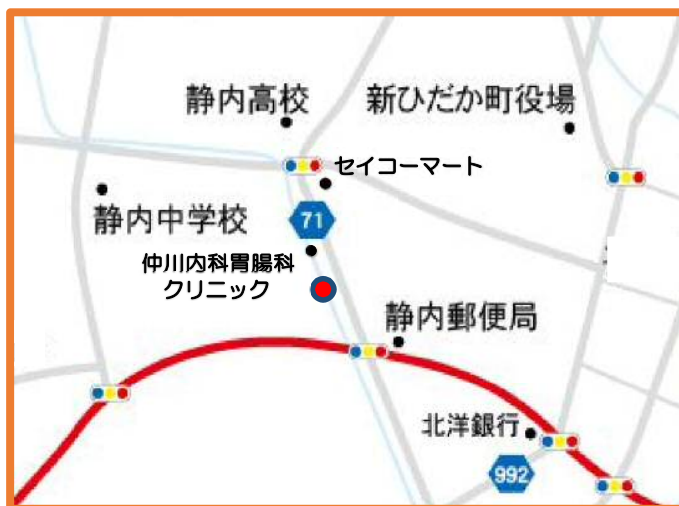 静内高校
新ひだか町役場
セイコーマート
静内中学校
71
仲川内科胃腸科
クリニック
静内郵便局
北洋銀行
992